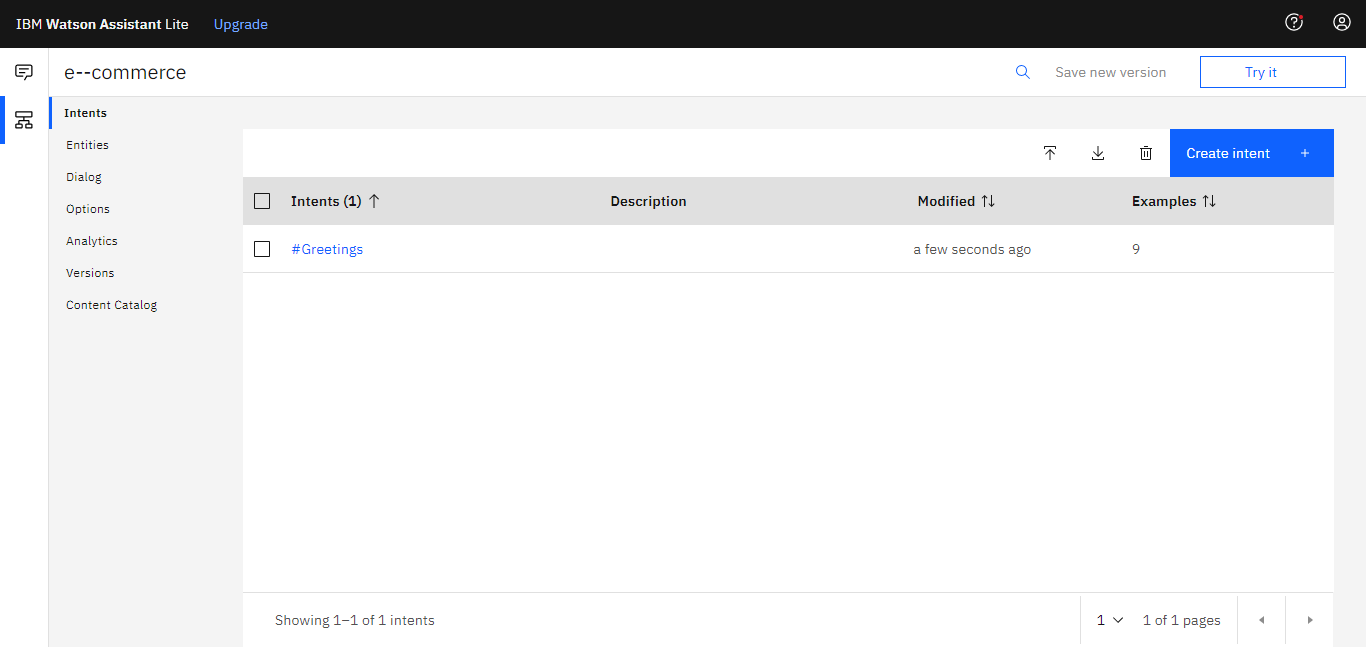 IBM Watson Assistant Lite Upgrade
e--commerce Save new version Try it
Intents
Entities
Dialog
Options
Analytics
Versions
Content Catalog
Create intent +
Intents (1) Description Modified Examples
#Greetings a few seconds ago 9
Showing 1–1 of 1 intents 1 1 of 1 pages